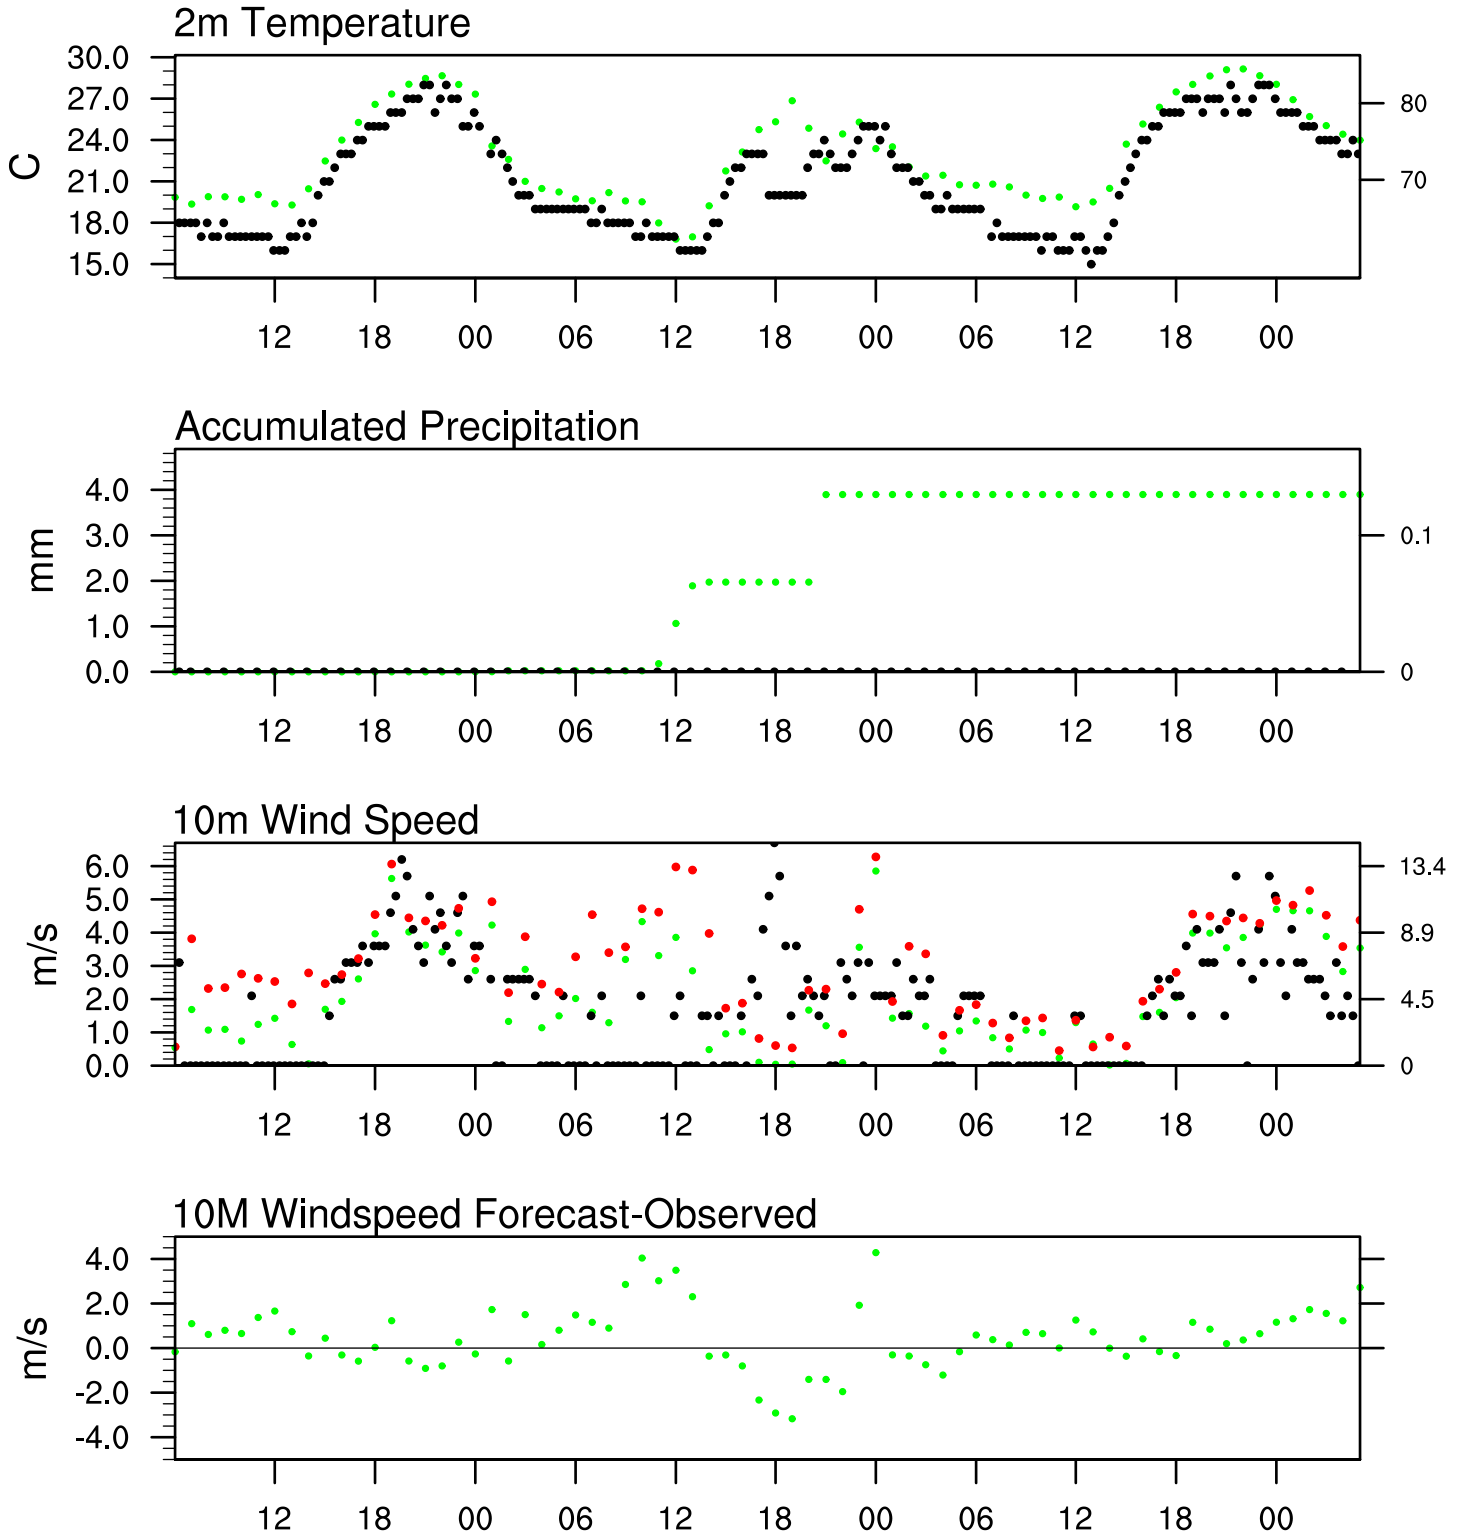 2m Temperature
30.0
27.0
24.0
21.0
18.0
15.0
C
80
70
12 18 00 06 12 18 00 06 12 18 00
Accumulated Precipitation
4.0
3.0
2.0
1.0
0.0
mm
0.1
0
12 18 00 06 12 18 00 06 12 18 00
10m Wind Speed
6.0
5.0
4.0
3.0
2.0
1.0
0.0
m/s
13.4
8.9
4.5
0
12 18 00 06 12 18 00 06 12 18 00
10M Windspeed Forecast-Observed
4.0
2.0
0.0
-2.0
-4.0
m/s
12 18 00 06 12 18 00 06 12 18 00